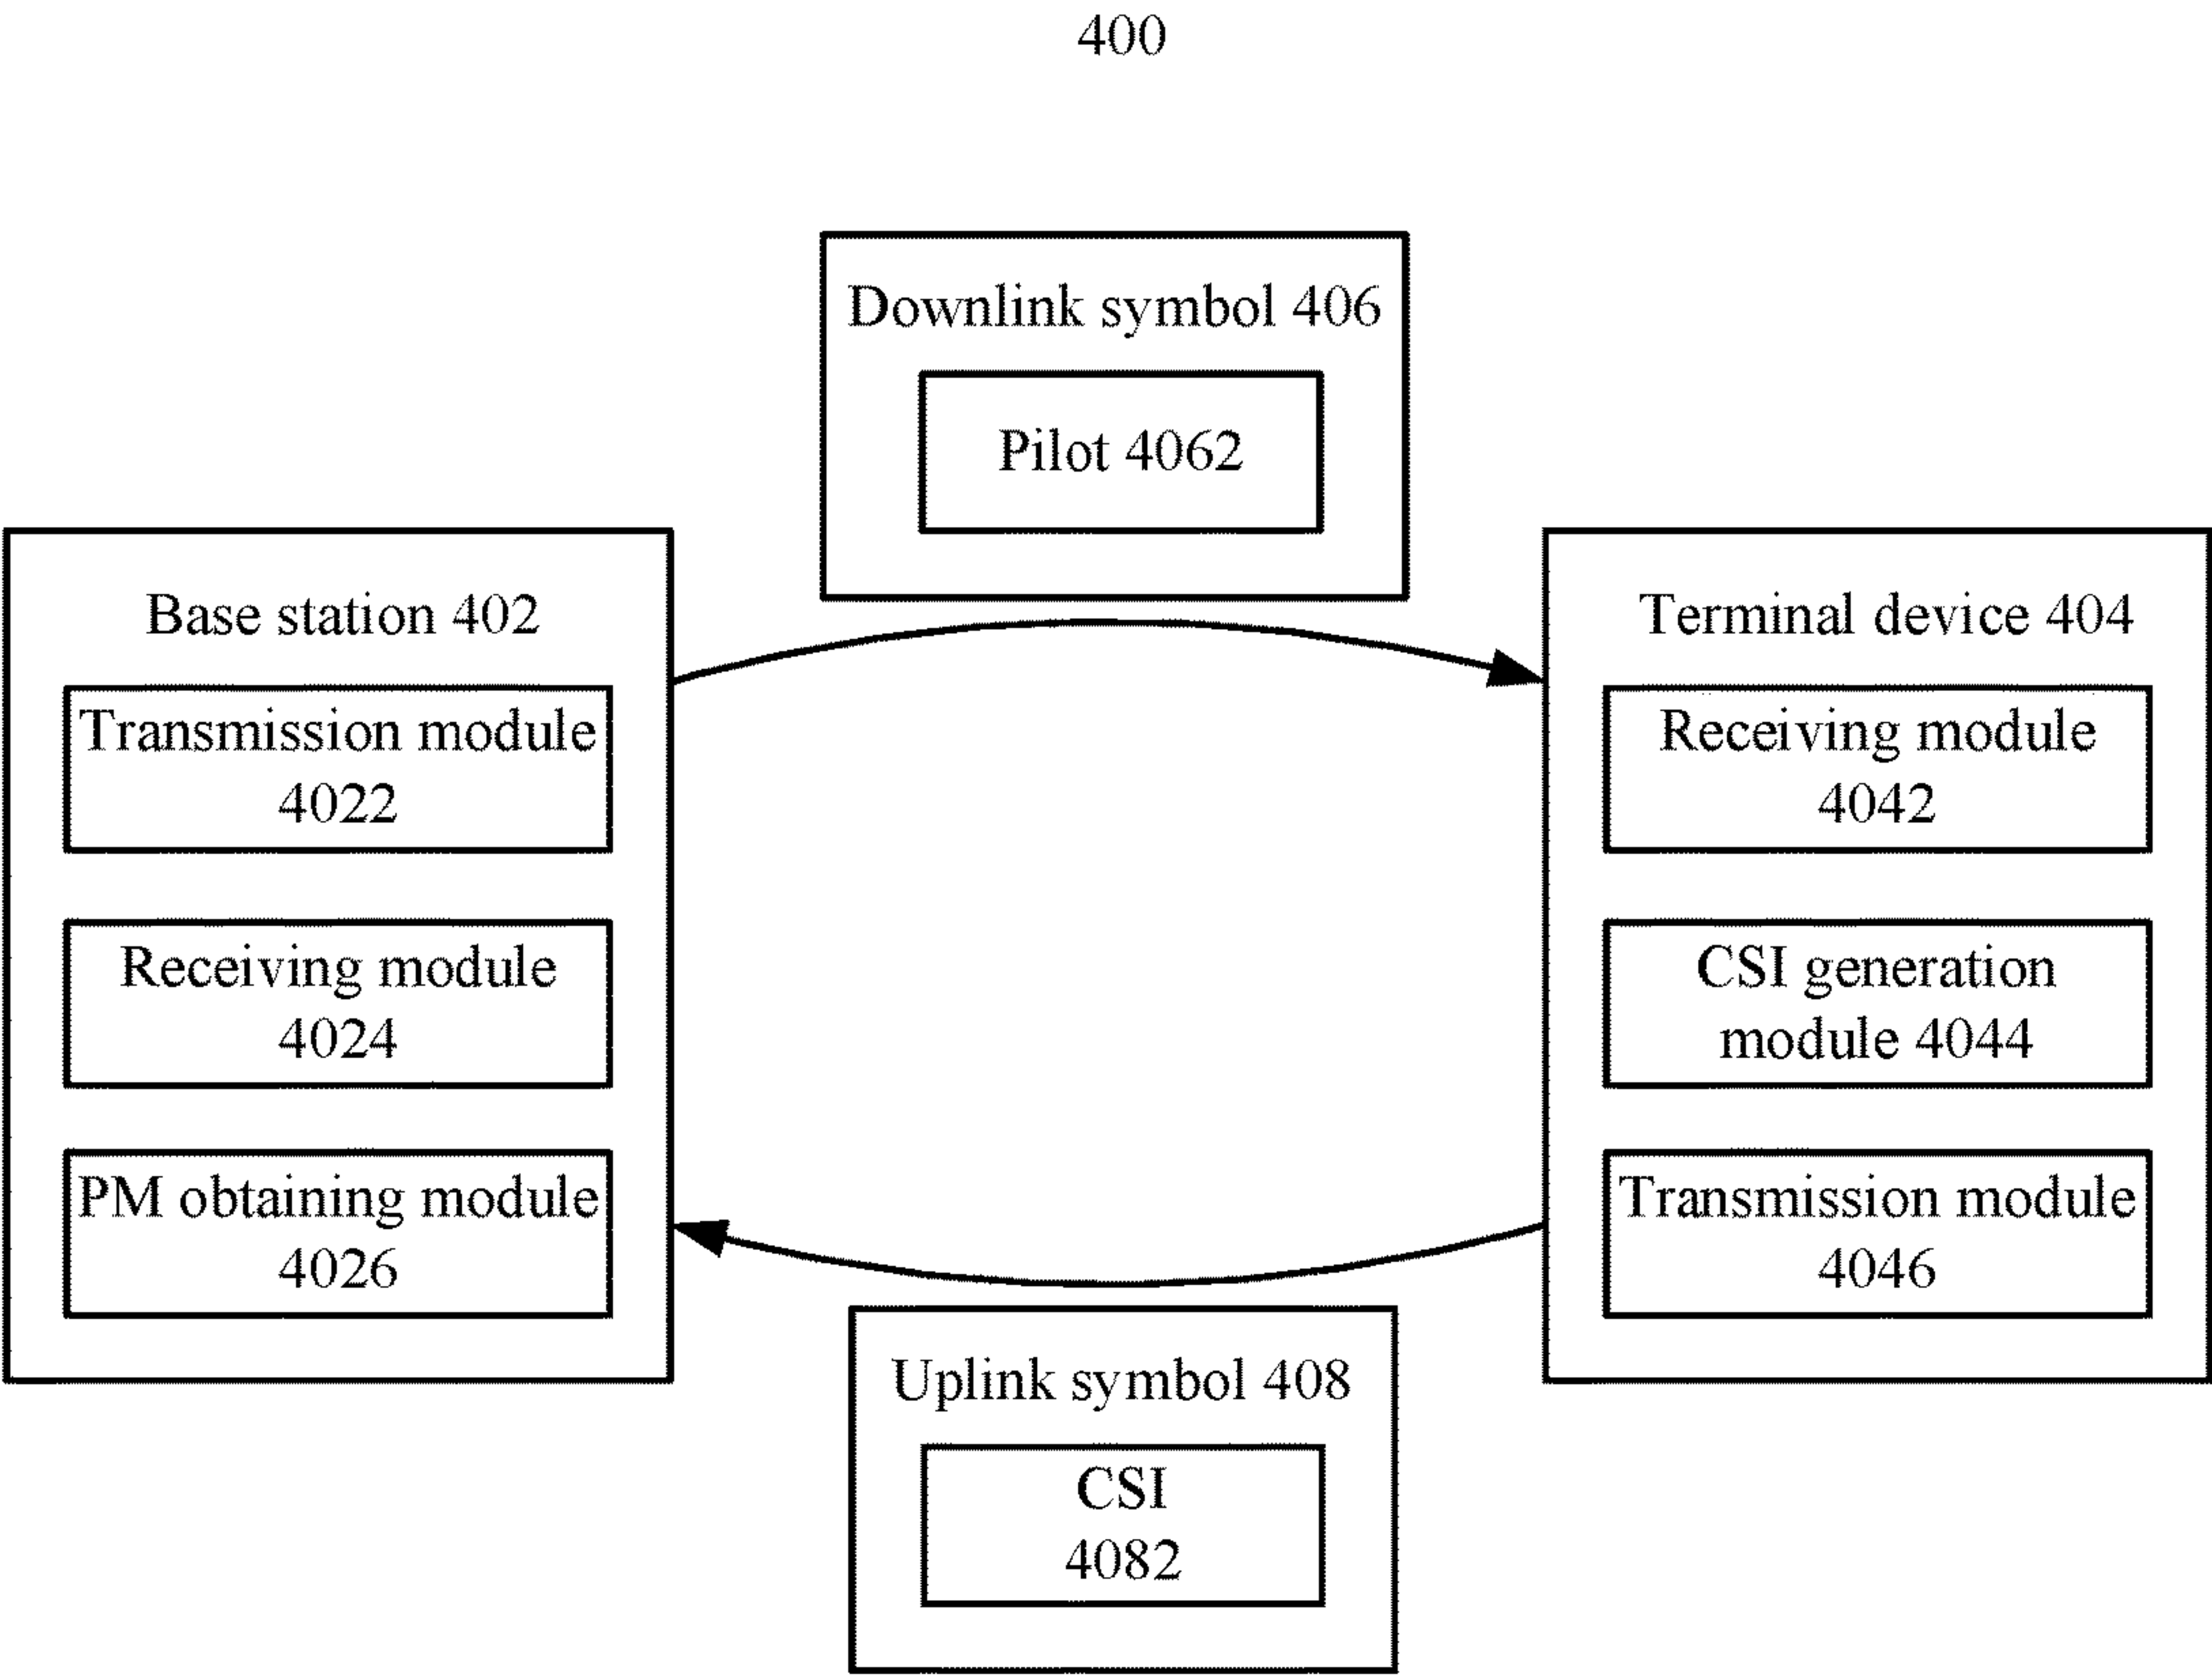 400
Downlink symbol 406
Pilot 4062
Base station 402
Transmission module
4022
Receiving module
4024
PM obtaining module
4026
Terminal device 404
Receiving module
4042
CSI generation
module 4044
Transmission module
4046
Uplink symbol 408
CSI
4082